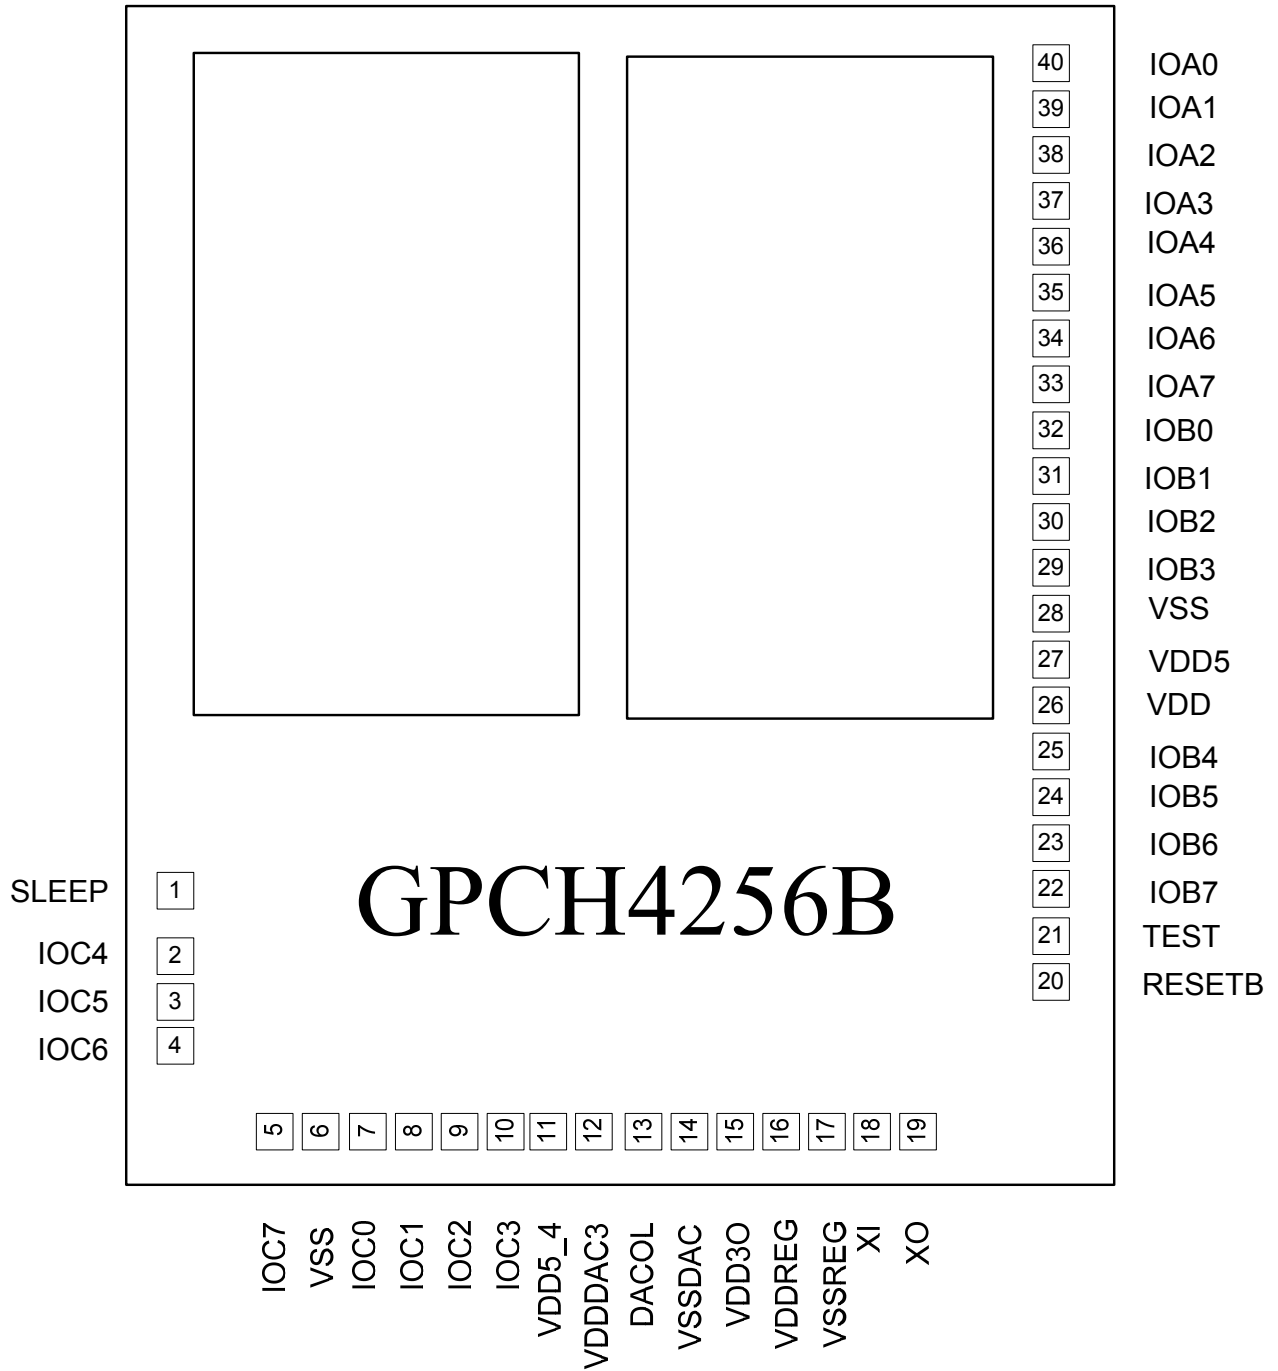 40 IOA0
39 IOA1
38 IOA2
37 IOA3
36 IOA4
35 IOA5
34 IOA6
33 IOA7
32 IOB0
31 IOB1
30 IOB2
29 IOB3
28 VSS
27 VDD5
26 VDD
25 IOB4
24 IOB5
23 IOB6
22 IOB7
21 TEST
20 RESETB
GPCH4256B
SLEEP 1
IOC4 2
IOC5 3
IOC6 4
5 IOC7
6 VSS
7 IOC0
8 IOC1
9 IOC2
10 IOC3
11 VDD5_4
12 VDDDAC3
13 DACOL
14 VSSDAC
15 VDD3O
16 VDDREG
17 VSSREG
18 XI
19 XO